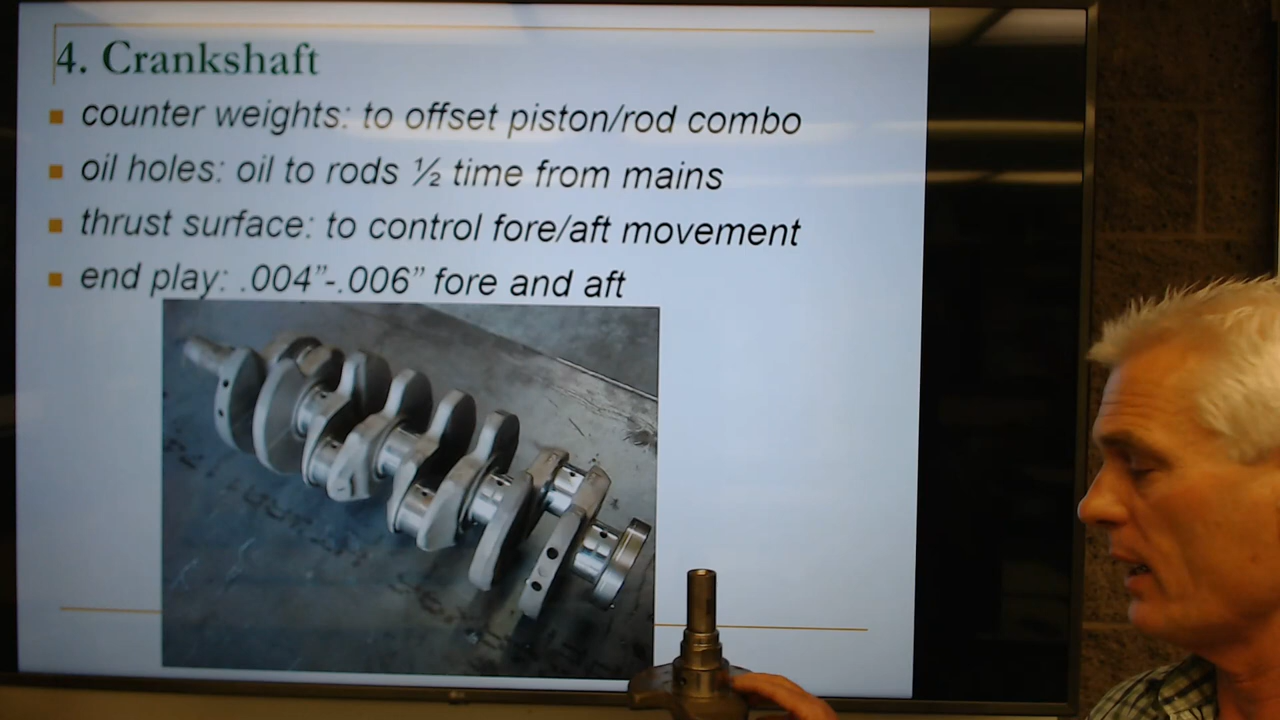 4. Crankshaft
counter weights: to offset piston/rod combo
oil holes: oil to rods ½ time from mains
thrust surface: to control fore/aft movement
end play: .004”-.006” fore and aft